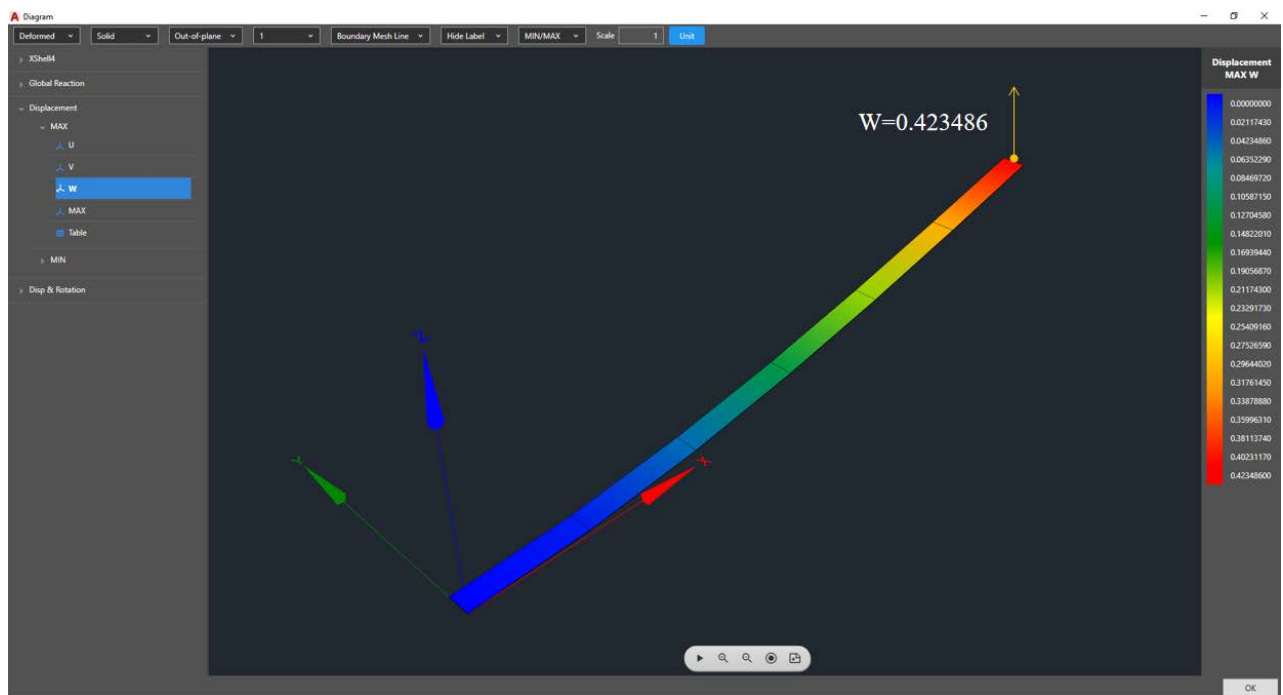 Diagram
Deformed Solid Out-of-plane 1 Boundary Mesh Line Hide Label MIN/MAX Scale 1 Unit
XShell4
Global Reaction
Displacement
MAX
U
V
W
MAX
Table
MIN
Disp & Rotation
W=0.423486
Z
Y
X
Displacement
MAX W
0.00000000
0.02117430
0.04234860
0.06352290
0.08469720
0.10587150
0.12704580
0.14822010
0.16939440
0.19056870
0.21174300
0.23291730
0.25409160
0.27526590
0.29644020
0.31761450
0.33878880
0.35996310
0.38113740
0.40231170
0.42348600
OK